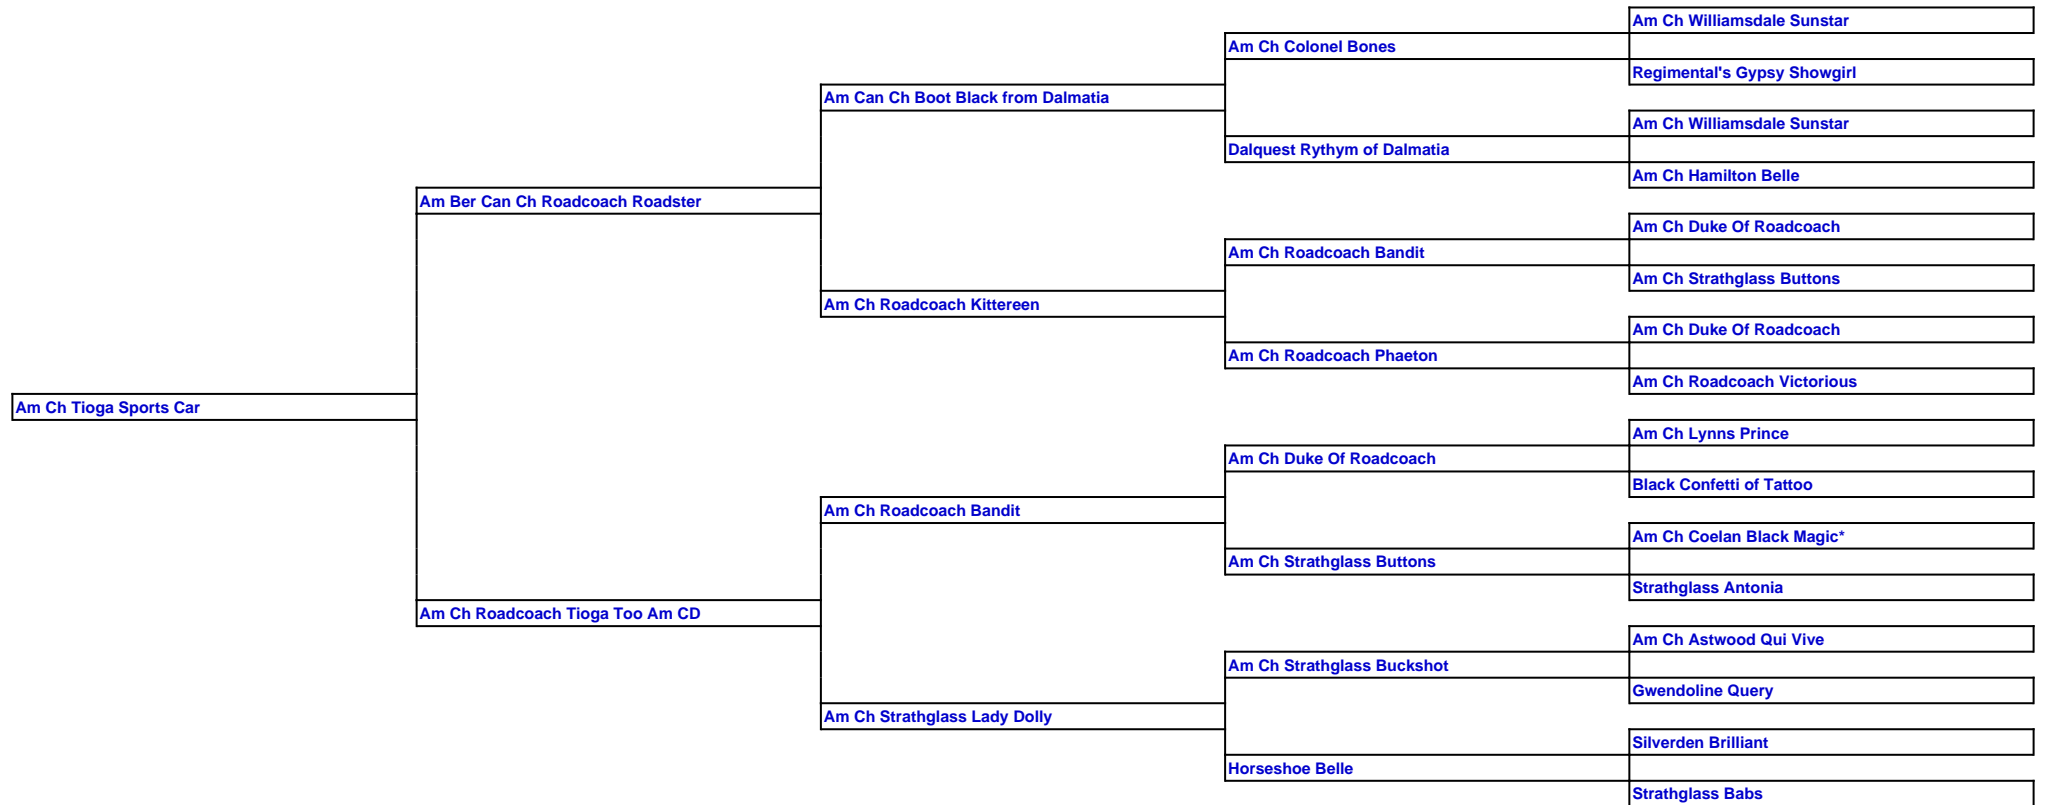 Am Ch Williamsdale Sunstar
Am Ch Colonel Bones
Regimental's Gypsy Showgirl
Am Can Ch Boot Black from Dalmatia
Am Ch Williamsdale Sunstar
Dalquest Rythym of Dalmatia
Am Ch Hamilton Belle
Am Ber Can Ch Roadcoach Roadster
Am Ch Duke Of Roadcoach
Am Ch Roadcoach Bandit
Am Ch Strathglass Buttons
Am Ch Roadcoach Kittereen
Am Ch Duke Of Roadcoach
Am Ch Roadcoach Phaeton
Am Ch Roadcoach Victorious
Am Ch Tioga Sports Car
Am Ch Lynns Prince
Am Ch Duke Of Roadcoach
Black Confetti of Tattoo
Am Ch Roadcoach Bandit
Am Ch Coelan Black Magic*
Am Ch Strathglass Buttons
Strathglass Antonia
Am Ch Roadcoach Tioga Too Am CD
Am Ch Astwood Qui Vive
Am Ch Strathglass Buckshot
Gwendoline Query
Am Ch Strathglass Lady Dolly
Silverden Brilliant
Horseshoe Belle
Strathglass Babs